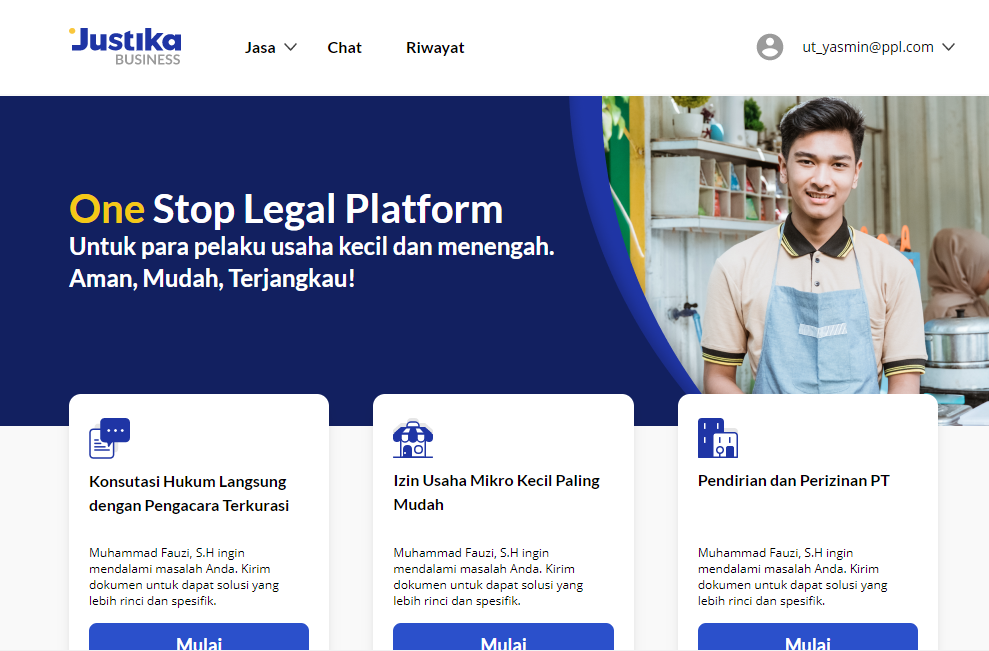 Justika
BUSINESS
Jasa
Chat
Riwayat
ut_yasmin@ppl.com
One Stop Legal Platform
Untuk para pelaku usaha kecil dan menengah.
Aman, Mudah, Terjangkau!
Konsutasi Hukum Langsung
dengan Pengacara Terkurasi
Muhammad Fauzi, S.H ingin
mendalami masalah Anda. Kirim
dokumen untuk dapat solusi yang
lebih rinci dan spesifik.
Mulai
Izin Usaha Mikro Kecil Paling
Mudah
Muhammad Fauzi, S.H ingin
mendalami masalah Anda. Kirim
dokumen untuk dapat solusi yang
lebih rinci dan spesifik.
Mulai
Pendirian dan Perizinan PT
Muhammad Fauzi, S.H ingin
mendalami masalah Anda. Kirim
dokumen untuk dapat solusi yang
lebih rinci dan spesifik.
Mulai